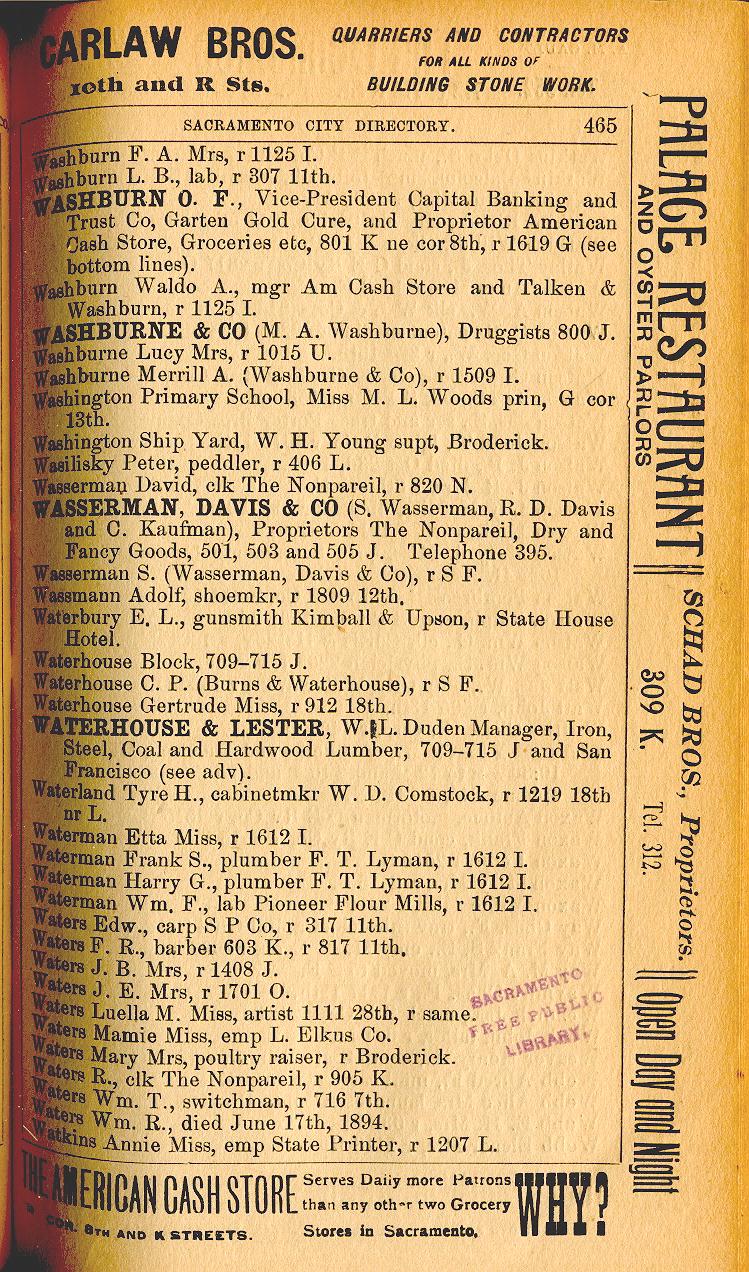 CARLAW BROS.
QUARRIERS AND CONTRACTORS
FOR ALL KINDS OF
10th and R Sts.
BUILDING STONE WORK.
SACRAMENTO CITY DIRECTORY. 465
Washburn F. A. Mrs, r 1125 I.
Washburn L. B., lab, r 307 11th.
WASHBURN O. F., Vice-President Capital Banking and
Trust Co, Garten Gold Cure, and Proprietor American
Cash Store, Groceries etc, 801 K ne cor 8th, r 1619 G (see
bottom lines).
Washburn Waldo A., mgr Am Cash Store and Talken &
Washburn, r 1125 I.
WASHBURNE & CO (M. A. Washburne), Druggists 800 J.
Washburne Lucy Mrs, r 1015 U.
Washburne Merrill A. (Washburne & Co), r 1509 I.
Washington Primary School, Miss M. L. Woods prin, G cor
13th.
Washington Ship Yard, W. H. Young supt, Broderick.
Wasilisky Peter, peddler, r 406 L.
Wasserman David, clk The Nonpareil, r 820 N.
WASSERMAN, DAVIS & CO (S. Wasserman, R. D. Davis
and C. Kaufman), Proprietors The Nonpareil, Dry and
Fancy Goods, 501, 503 and 505 J. Telephone 395.
Wasserman S. (Wasserman, Davis & Co), r S F.
Wassmann Adolf, shoemkr, r 1809 12th.
Waterbury E. L., gunsmith Kimball & Upson, r State House
Hotel.
Waterhouse Block, 709–715 J.
Waterhouse C. P. (Burns & Waterhouse), r S F.
Waterhouse Gertrude Miss, r 912 18th.
WATERHOUSE & LESTER, W. L. Duden Manager, Iron,
Steel, Coal and Hardwood Lumber, 709–715 J and San
Francisco (see adv).
Waterland Tyre H., cabinetmkr W. D. Comstock, r 1219 18th
nr L.
Waterman Etta Miss, r 1612 I.
Waterman Frank S., plumber F. T. Lyman, r 1612 I.
Waterman Harry G., plumber F. T. Lyman, r 1612 I.
Waterman Wm. F., lab Pioneer Flour Mills, r 1612 I.
Waters Edw., carp S P Co, r 317 11th.
Waters F. R., barber 603 K., r 817 11th.
Waters J. B. Mrs, r 1408 J.
Waters J. E. Mrs, r 1701 O.
Waters Luella M. Miss, artist 1111 28th, r same.
Waters Mamie Miss, emp L. Elkus Co.
Waters Mary Mrs, poultry raiser, r Broderick.
Waters R., clk The Nonpareil, r 905 K.
Waters Wm. T., switchman, r 716 7th.
Waters Wm. R., died June 17th, 1894.
Watkins Annie Miss, emp State Printer, r 1207 L.
SACRAMENTO
FREE PUBLIC
LIBRARY.
THE AMERICAN CASH STORE
COR. 8TH AND K STREETS.
Serves Daily more Patrons
than any other two Grocery
Stores in Sacramento,
WHY?
PALACE RESTAURANT
AND OYSTER PARLORS
SCHAD BROS., Proprietors.
309 K. Tel. 312.
Open Day and Night